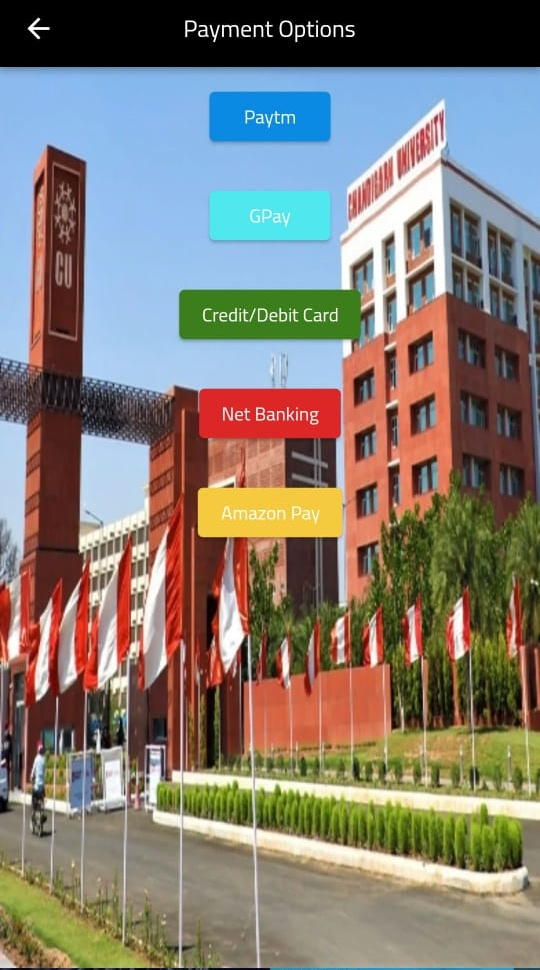 Payment Options
Paytm
CHANDIGARH UNIVERSITY
GPay
CU
Credit/Debit Card
Net Banking
Amazon Pay